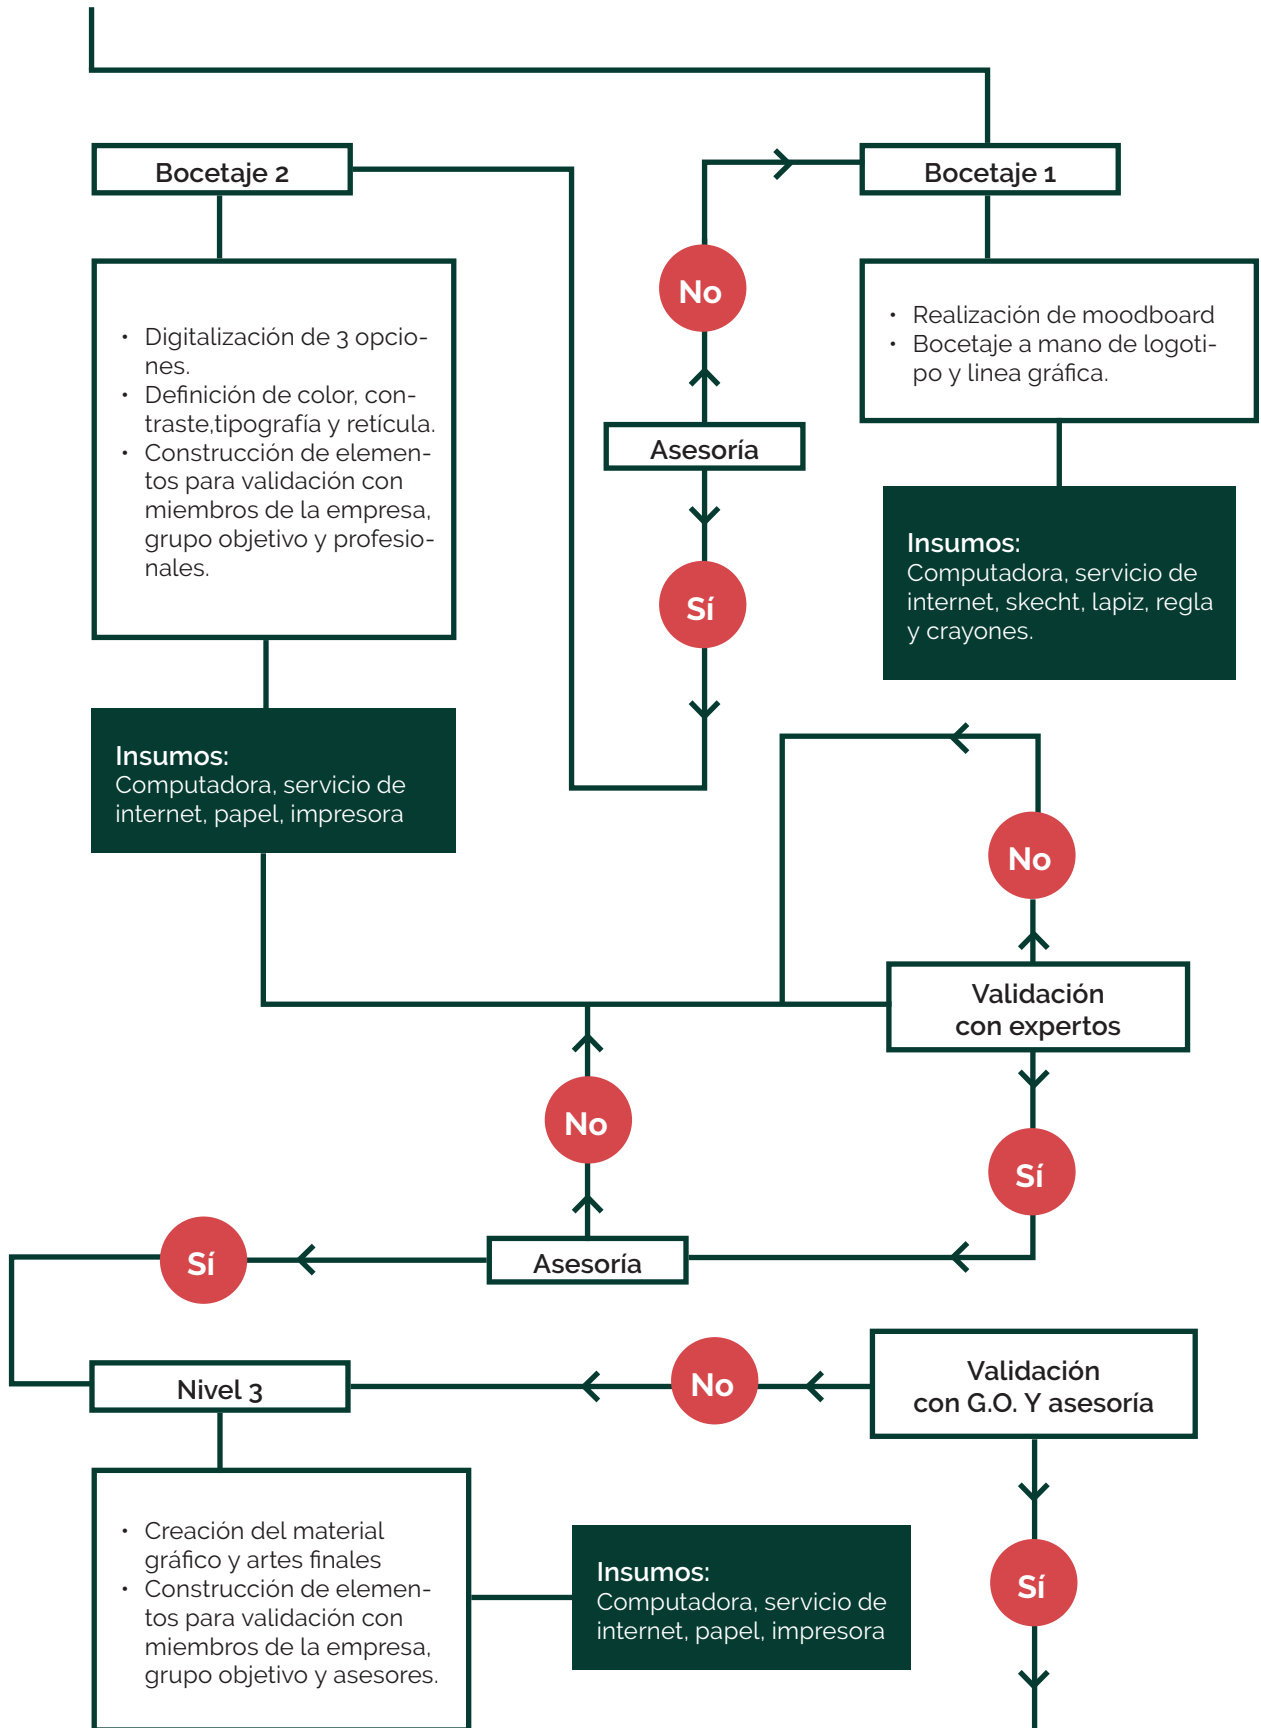 Bocetaje 1
• Realización de moodboard
• Bocetaje a mano de logoti-
po y linea gráfica.
Insumos:
Computadora, servicio de
internet, skecht, lapiz, regla
y crayones.
No
Asesoría
Sí
Bocetaje 2
• Digitalización de 3 opcio-
nes.
• Definición de color, con-
traste,tipografía y retícula.
• Construcción de elemen-
tos para validación con
miembros de la empresa,
grupo objetivo y profesio-
nales.
Insumos:
Computadora, servicio de
internet, papel, impresora
No
Validación
con expertos
Sí
No
Asesoría
Sí
Nivel 3
No
Validación
con G.O. Y asesoría
Sí
• Creación del material
gráfico y artes finales
• Construcción de elemen-
tos para validación con
miembros de la empresa,
grupo objetivo y asesores.
Insumos:
Computadora, servicio de
internet, papel, impresora